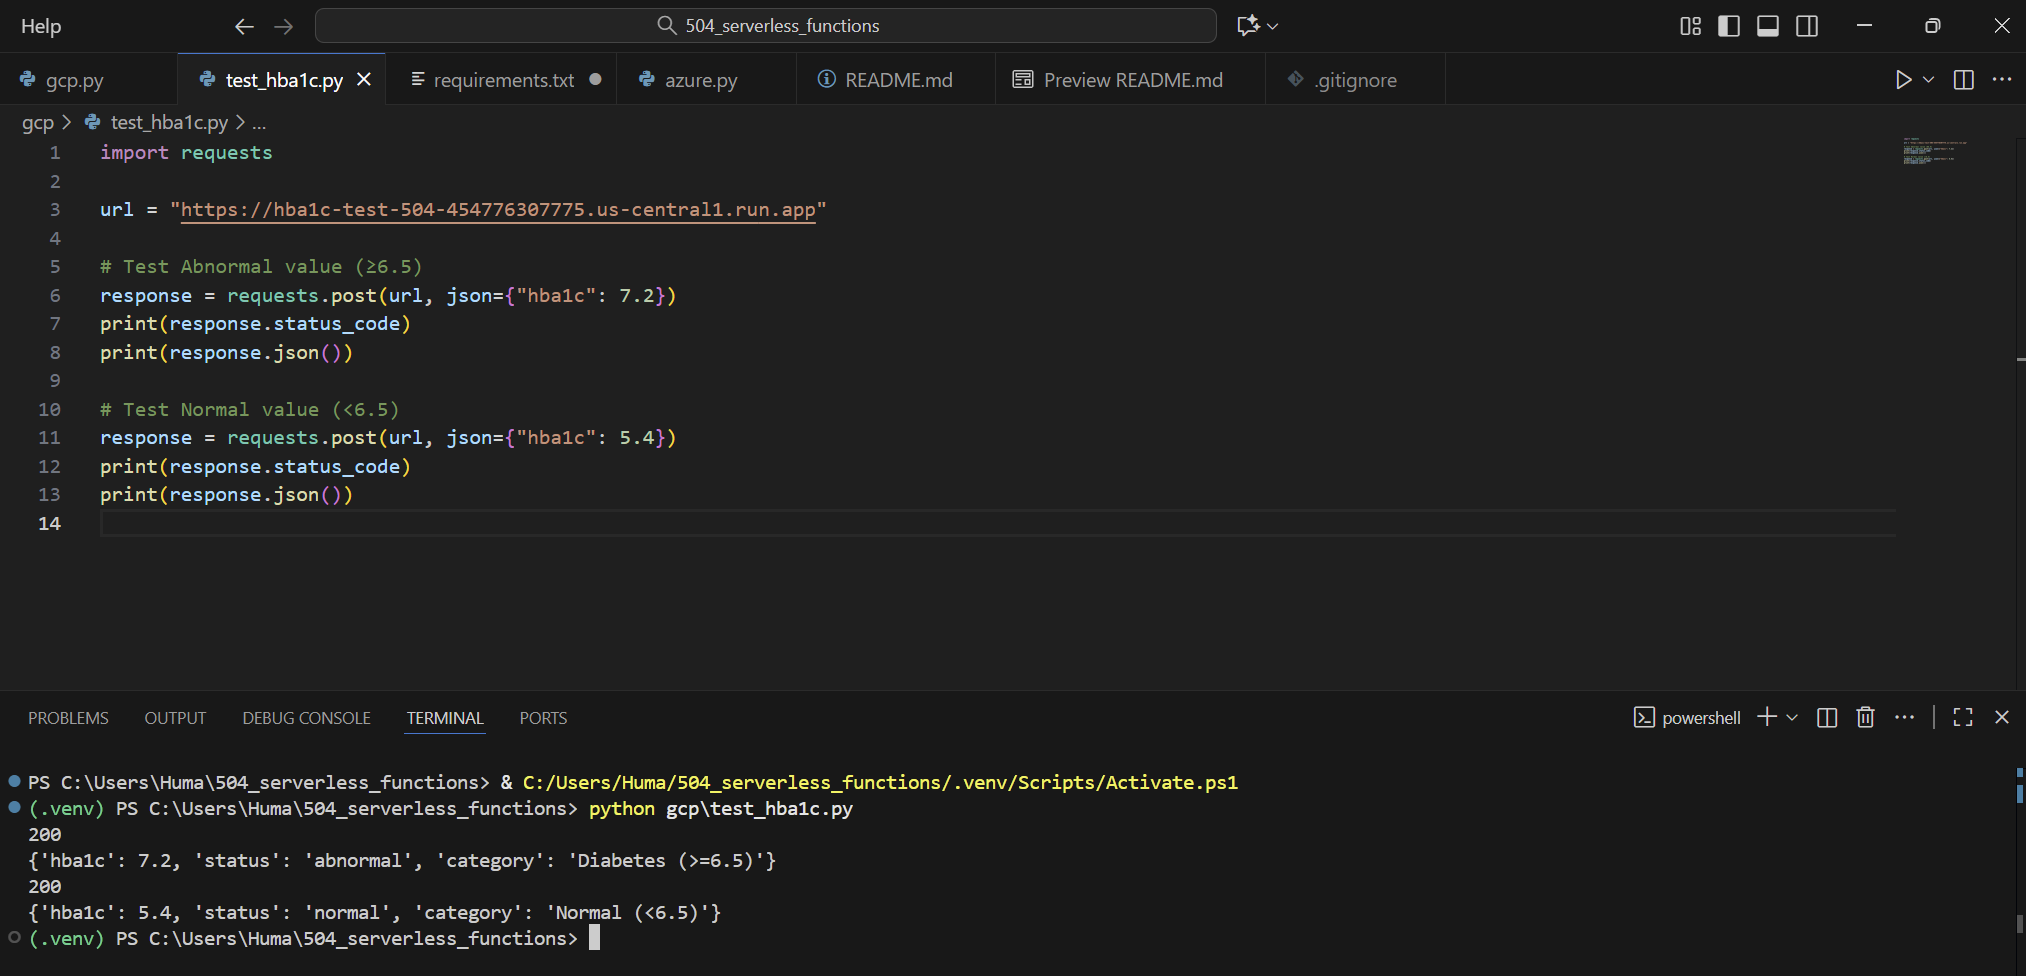 Help
504_serverless_functions
gcp.py
test_hba1c.py
requirements.txt
azure.py
README.md
Preview README.md
.gitignore
gcp > test_hba1c.py > ...
1 import requests
2
3 url = "https://hba1c-test-504-454776307775.us-central1.run.app"
4
5 # Test Abnormal value (≥6.5)
6 response = requests.post(url, json={"hba1c": 7.2})
7 print(response.status_code)
8 print(response.json())
9
10 # Test Normal value (<6.5)
11 response = requests.post(url, json={"hba1c": 5.4})
12 print(response.status_code)
13 print(response.json())
14
PROBLEMS OUTPUT DEBUG CONSOLE TERMINAL PORTS
powershell
PS C:\Users\Huma\504_serverless_functions> & C:/Users/Huma/504_serverless_functions/.venv/Scripts/Activate.ps1
(.venv) PS C:\Users\Huma\504_serverless_functions> python gcp\test_hba1c.py
200
{'hba1c': 7.2, 'status': 'abnormal', 'category': 'Diabetes (>=6.5)'}
200
{'hba1c': 5.4, 'status': 'normal', 'category': 'Normal (<6.5)'}
(.venv) PS C:\Users\Huma\504_serverless_functions>